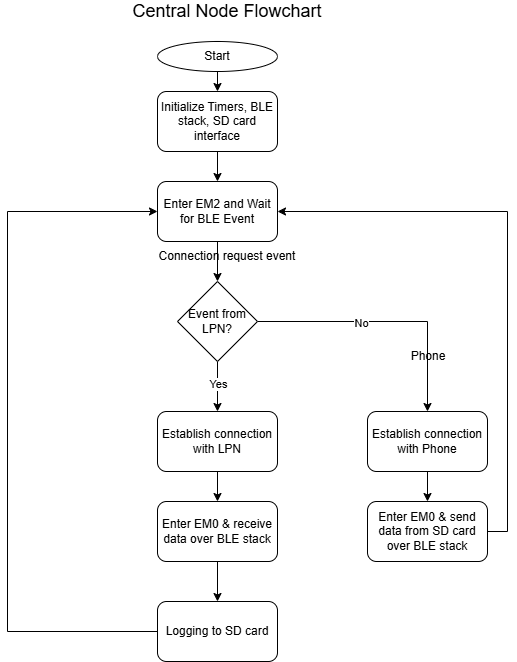 Central Node Flowchart
Start
Initialize Timers, BLE
stack, SD card
interface
Enter EM2 and Wait
for BLE Event
Connection request event
Event from
LPN?
No
Phone
Yes
Establish connection
with LPN
Establish connection
with Phone
Enter EM0 & receive
data over BLE stack
Enter EM0 & send
data from SD card
over BLE stack
Logging to SD card